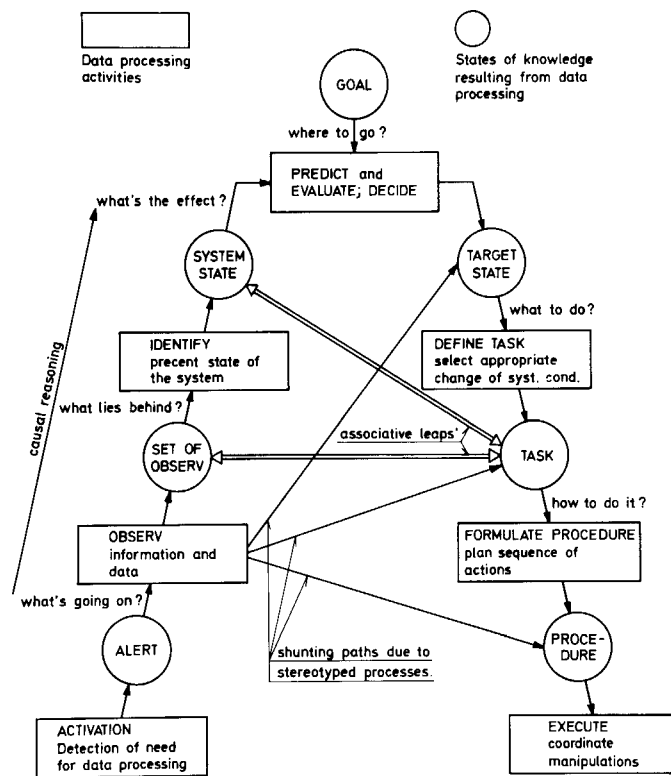 Data processing
activities
States of knowledge
resulting from data
processing
GOAL
where to go?
PREDICT and
EVALUATE; DECIDE
what's the effect?
SYSTEM
STATE
TARGET
STATE
what to do?
IDENTIFY
precent state of
the system
DEFINE TASK
select appropriate
change of syst. cond.
causal reasoning
what lies behind?
associative leaps'
SET OF
OBSERV
TASK
how to do it?
OBSERV
information and
data
FORMULATE PROCEDURE
plan sequence of
actions
what's going on?
ALERT
shunting paths due to
stereotyped processes.
PROCE-
DURE
ACTIVATION
Detection of need
for data processing
EXECUTE
coordinate
manipulations